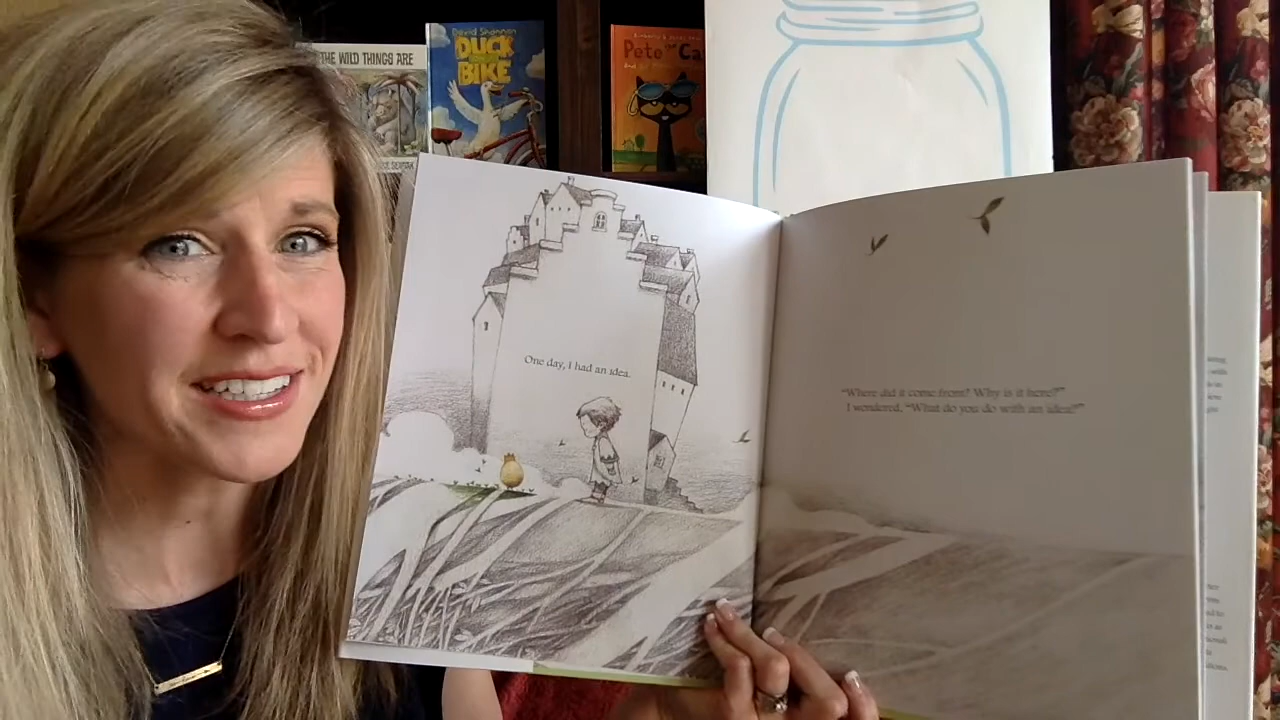 THE WILD THINGS ARE
David Shannon
DUCK
BIKE
Pete the Ca
One day, I had an idea.
"Where did it come from? Why is it here?"
I wondered, "What do you do with an idea?"